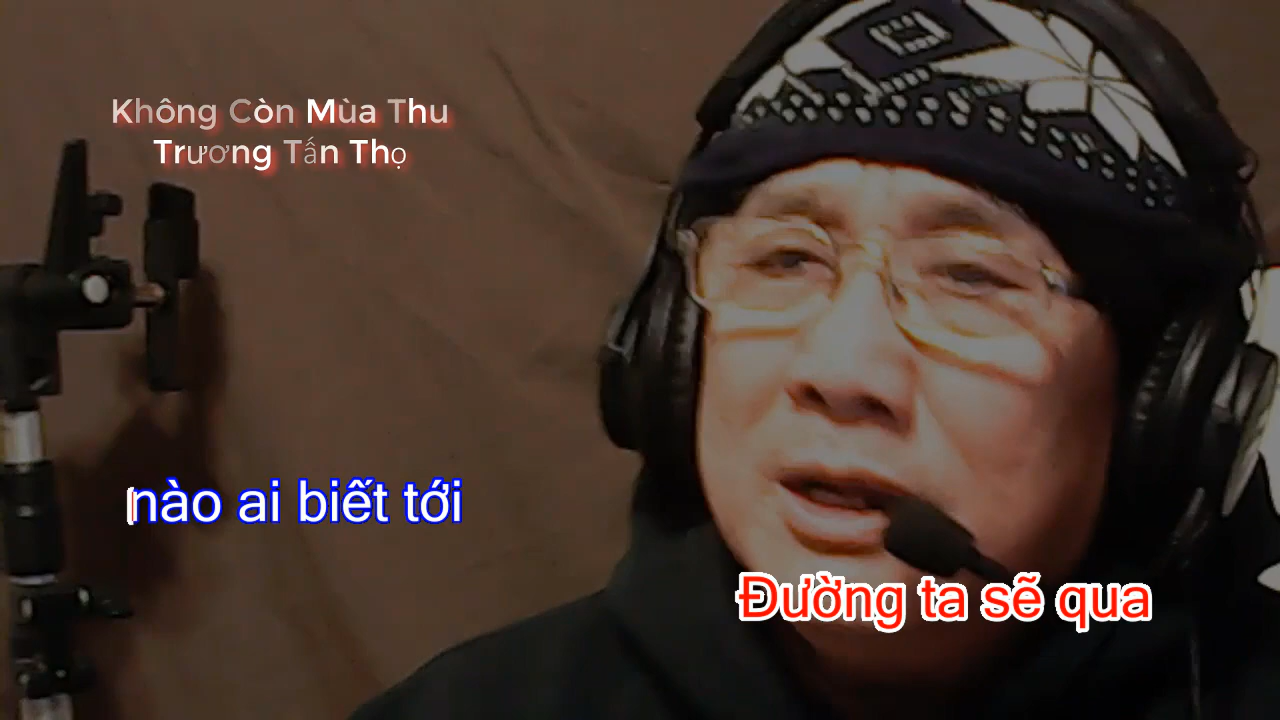 Không Còn Mùa Thu
Trương Tấn Thọ
nào ai biết tới
Đường ta sẽ qua